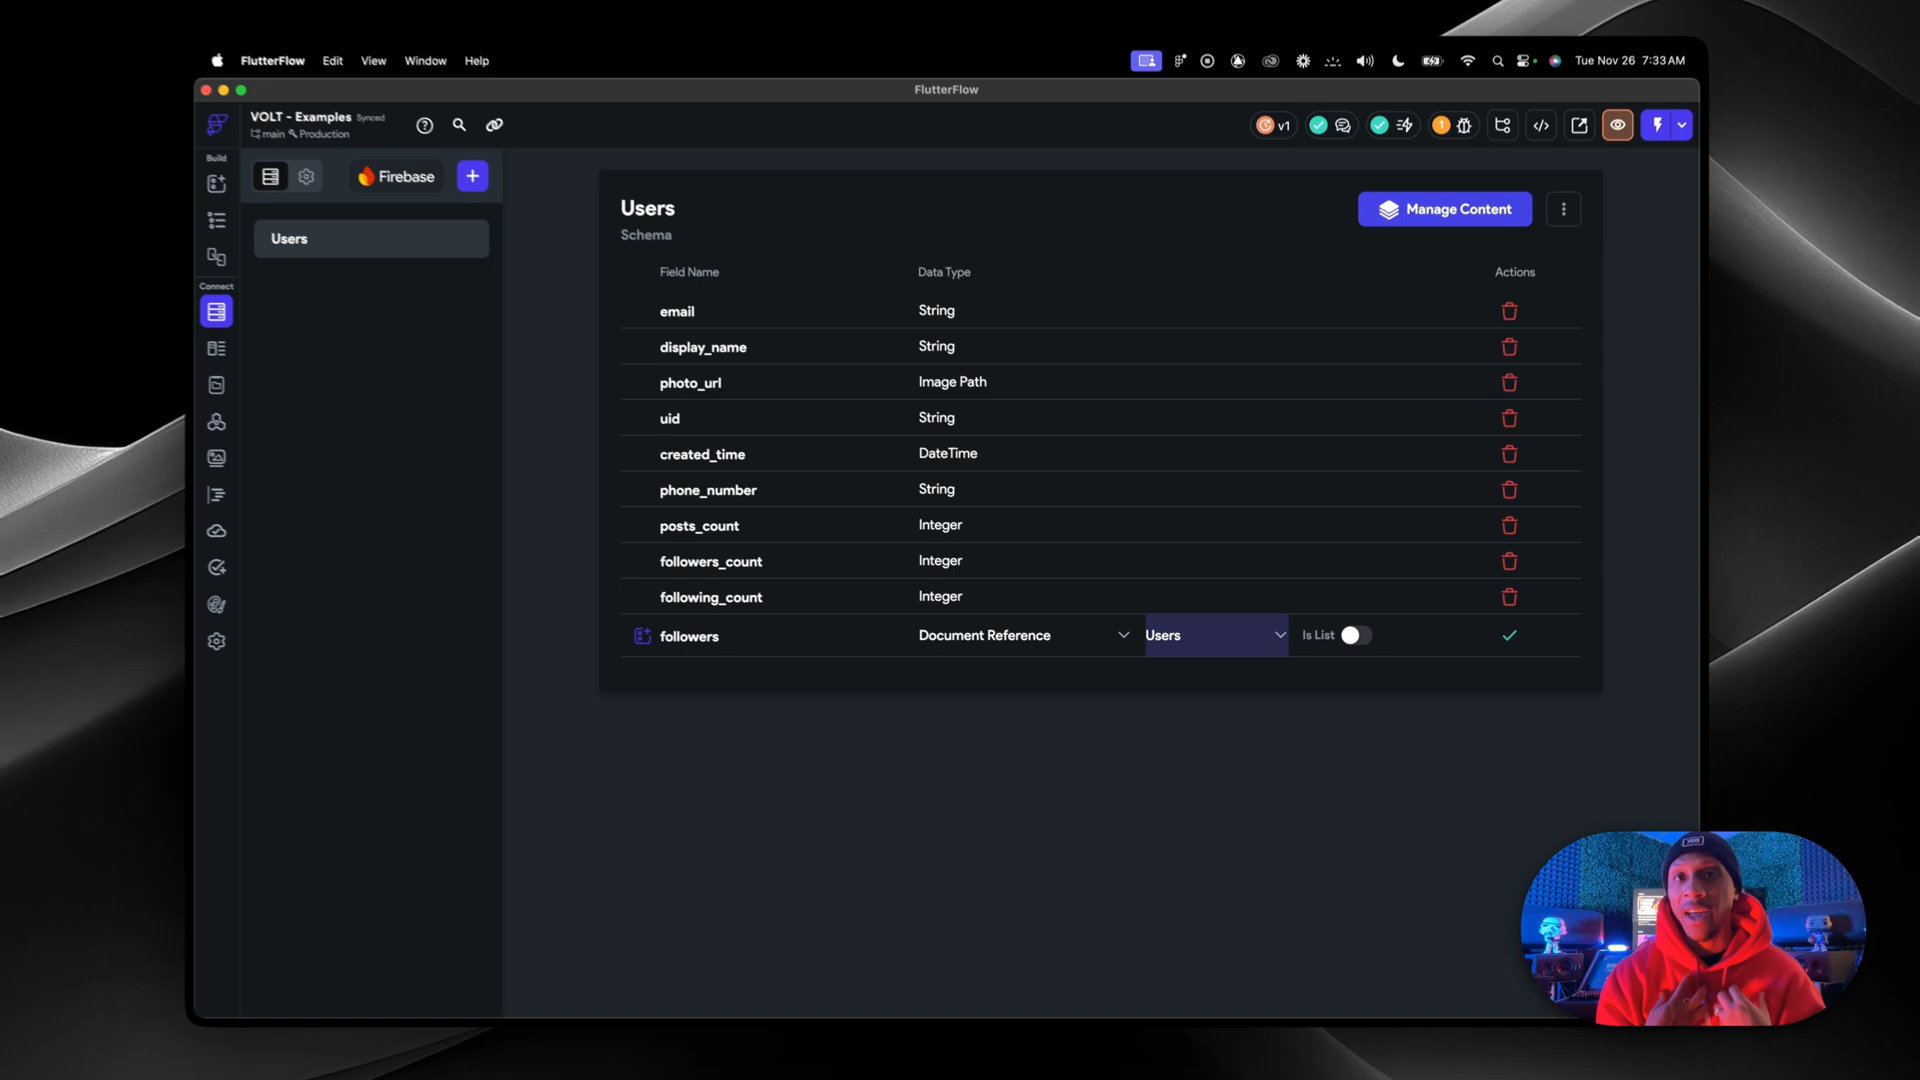 FlutterFlow Edit View Window Help
Tue Nov 26 7:33 AM
FlutterFlow
VOLT - Examples Synced
main Production
v1
1
Build
Firebase
Users
Connect
Users
Manage Content
Schema
Field Name Data Type Actions
email String
display_name String
photo_url Image Path
uid String
created_time DateTime
phone_number String
posts_count Integer
followers_count Integer
following_count Integer
followers Document Reference Users Is List